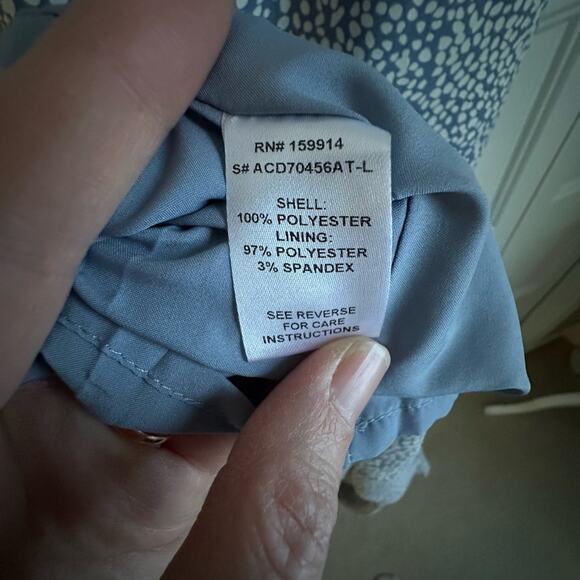 RN# 159914
S# ACD70456AT-L
SHELL:
100% POLYESTER
LINING:
97% POLYESTER
3% SPANDEX
SEE REVERSE
FOR CARE
INSTRUCTIONS